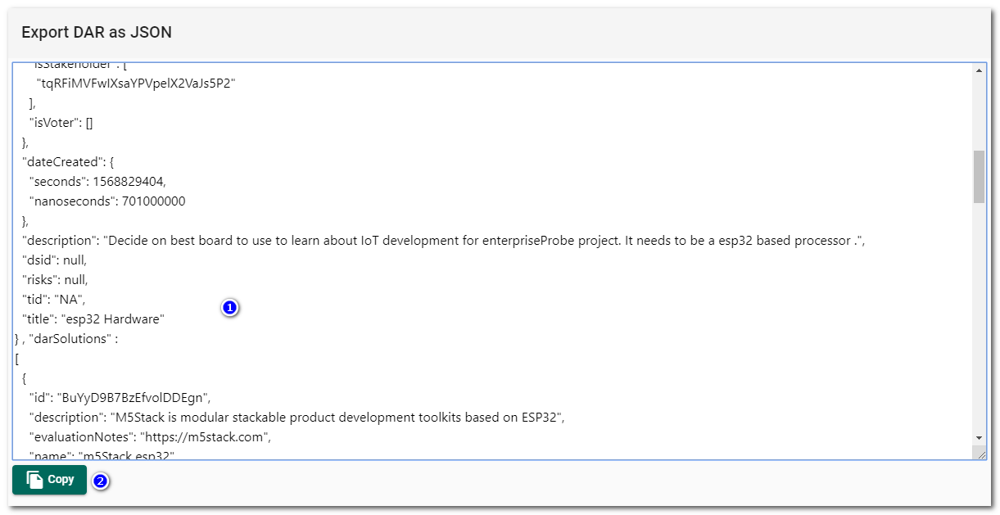 Export DAR as JSON
"isStakeholder": [
"tqRFiMVFwIXsaYPVpelX2VaJs5P2"
],
"isVoter": []
},
"dateCreated": {
"seconds": 1568829404,
"nanoseconds": 701000000
},
"description": "Decide on best board to use to learn about IoT development for enterpriseProbe project. It needs to be a esp32 based processor .",
"dsid": null,
"risks": null,
"tid": "NA",
1
"title": "esp32 Hardware"
} , "darSolutions" :
[
{
"id": "BuYyD9B7BzEfvolDDEgn",
"description": "M5Stack is modular stackable product development toolkits based on ESP32",
"evaluationNotes": "https://m5stack.com",
"name": "m5Stack esp32"
Copy 2